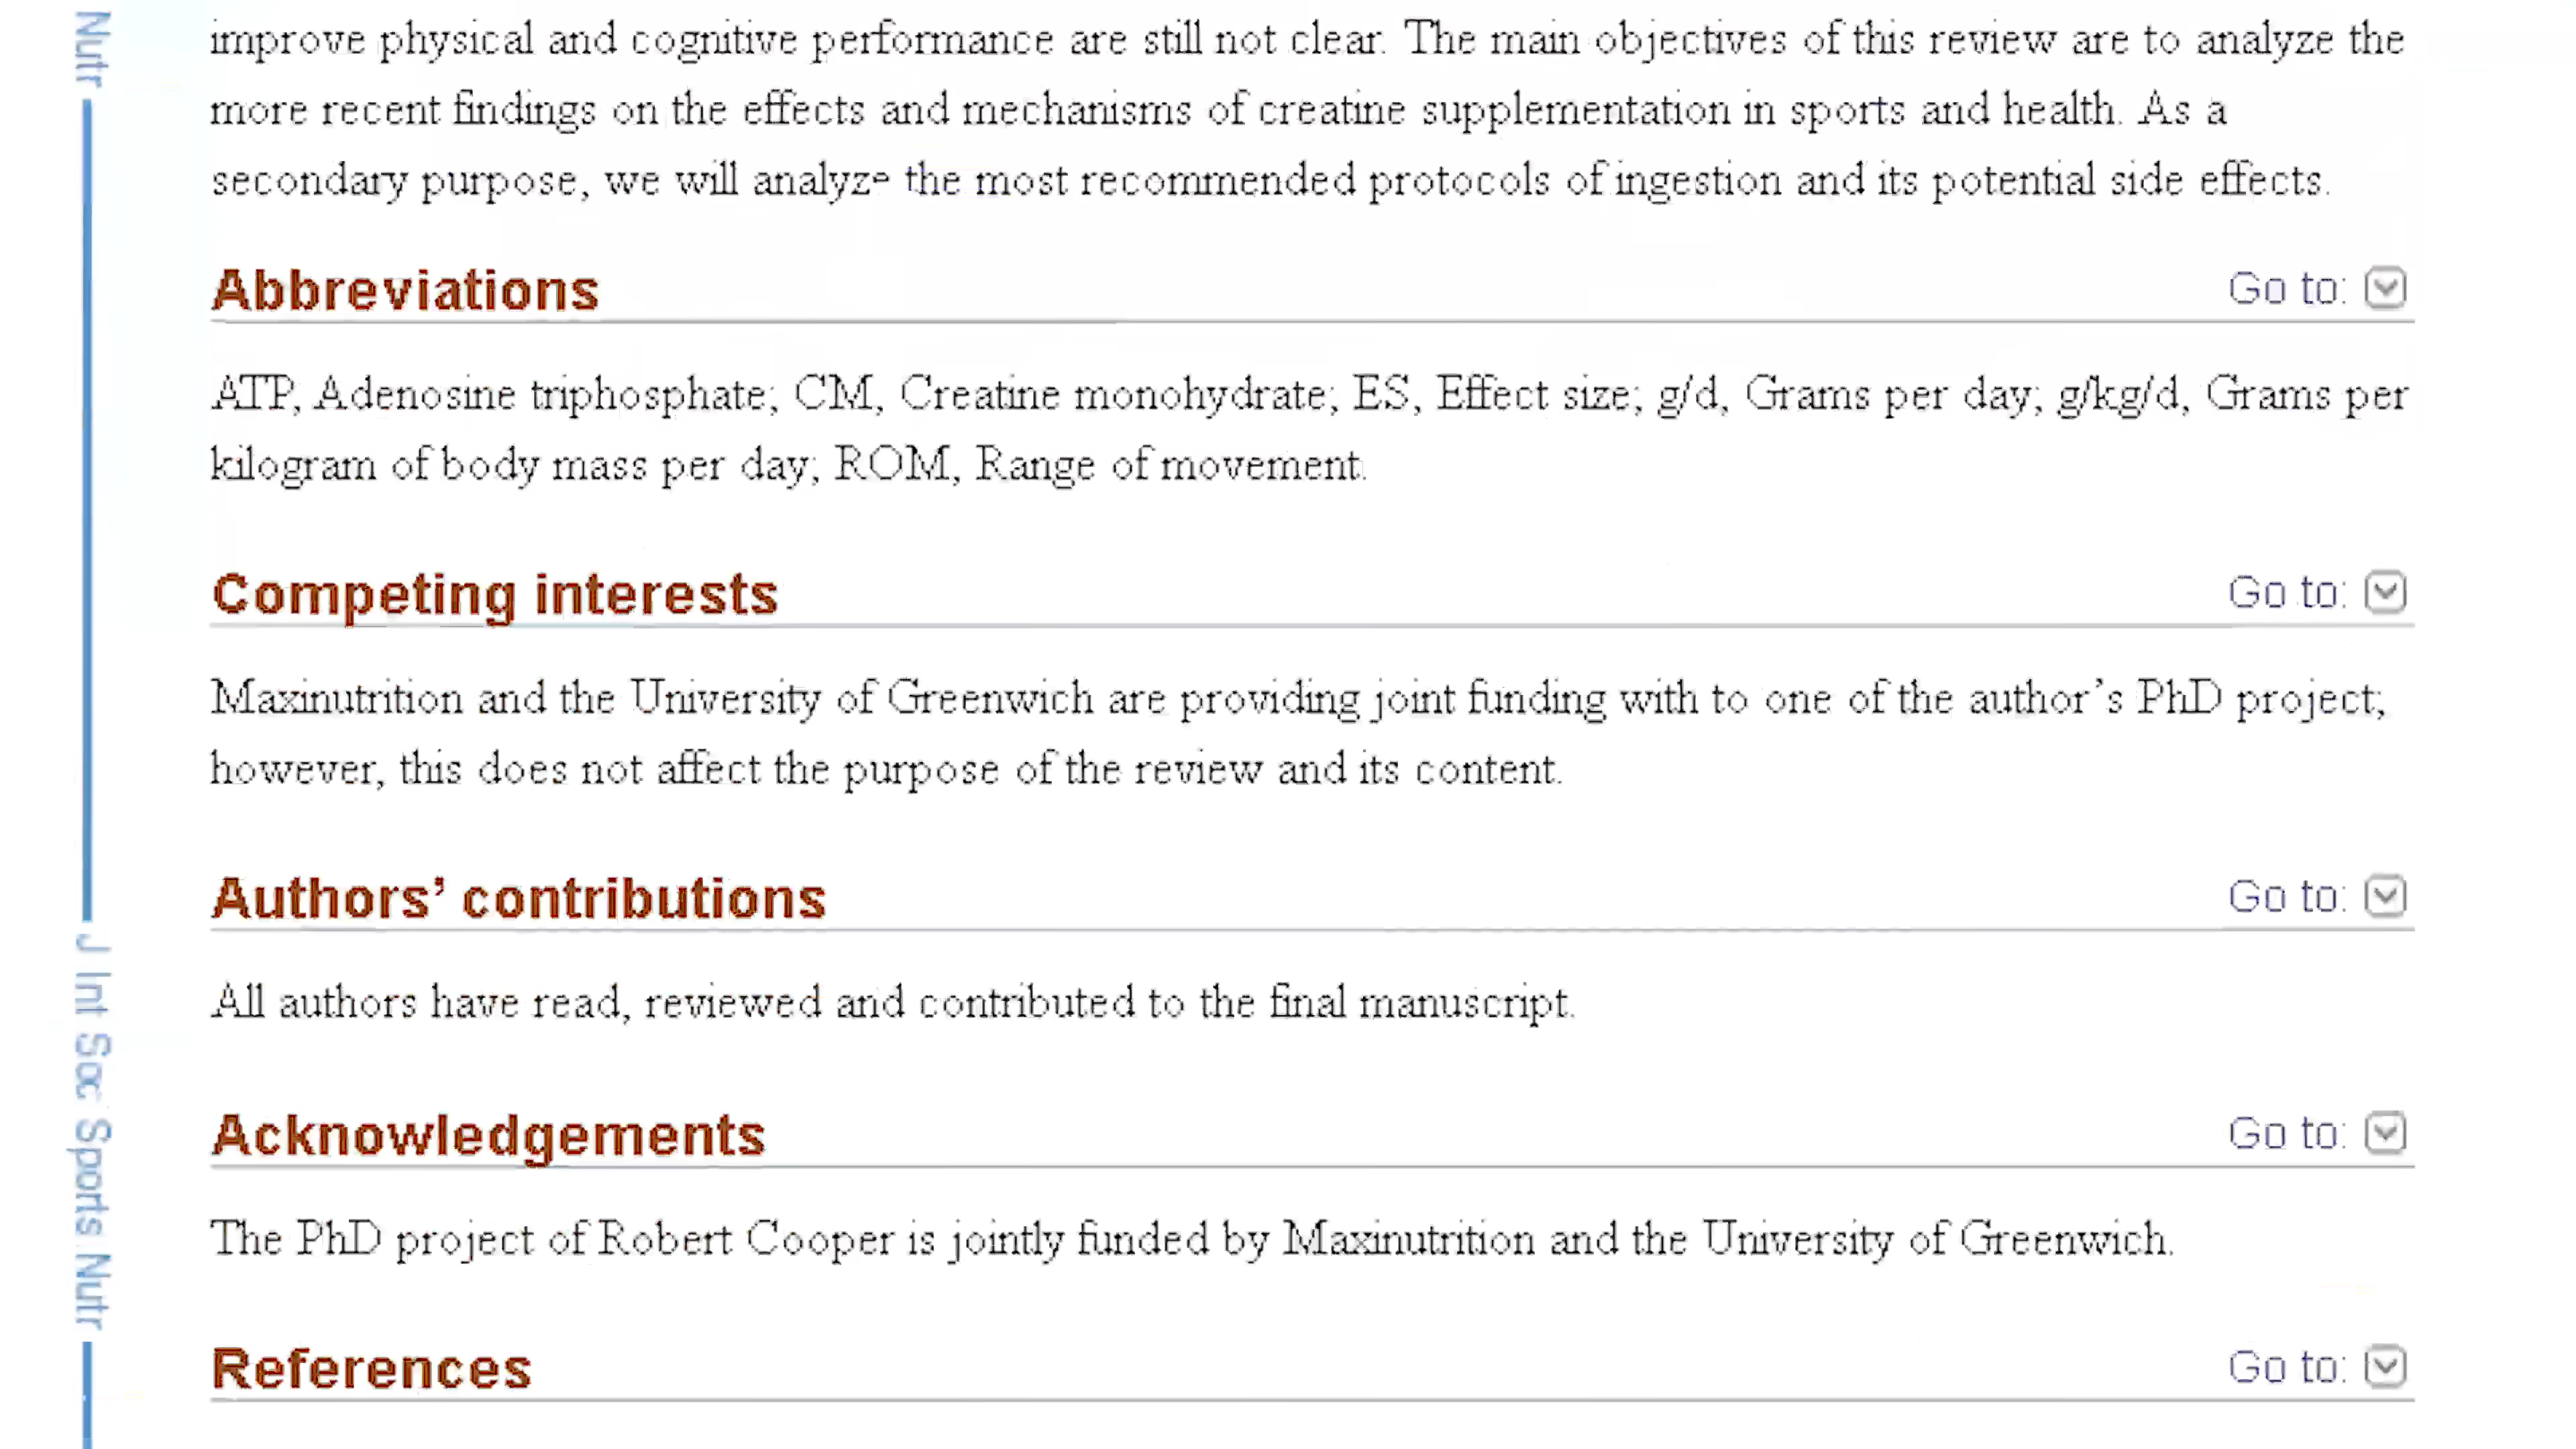 improve physical and cognitive performance are still not clear. The main objectives of this review are to analyze the
more recent findings on the effects and mechanisms of creatine supplementation in sports and health. As a
secondary purpose, we will analyze the most recommended protocols of ingestion and its potential side effects.
Abbreviations Go to:
ATP, Adenosine triphosphate; CM, Creatine monohydrate; ES, Effect size; g/d, Grams per day; g/kg/d, Grams per
kilogram of body mass per day; ROM, Range of movement.
Competing interests Go to:
Maxinutrition and the University of Greenwich are providing joint funding with to one of the author’s PhD project;
however, this does not affect the purpose of the review and its content.
Authors’ contributions Go to:
All authors have read, reviewed and contributed to the final manuscript.
Acknowledgements Go to:
The PhD project of Robert Cooper is jointly funded by Maxinutrition and the University of Greenwich.
References Go to:
Nutr
J Int Soc Sports Nutr